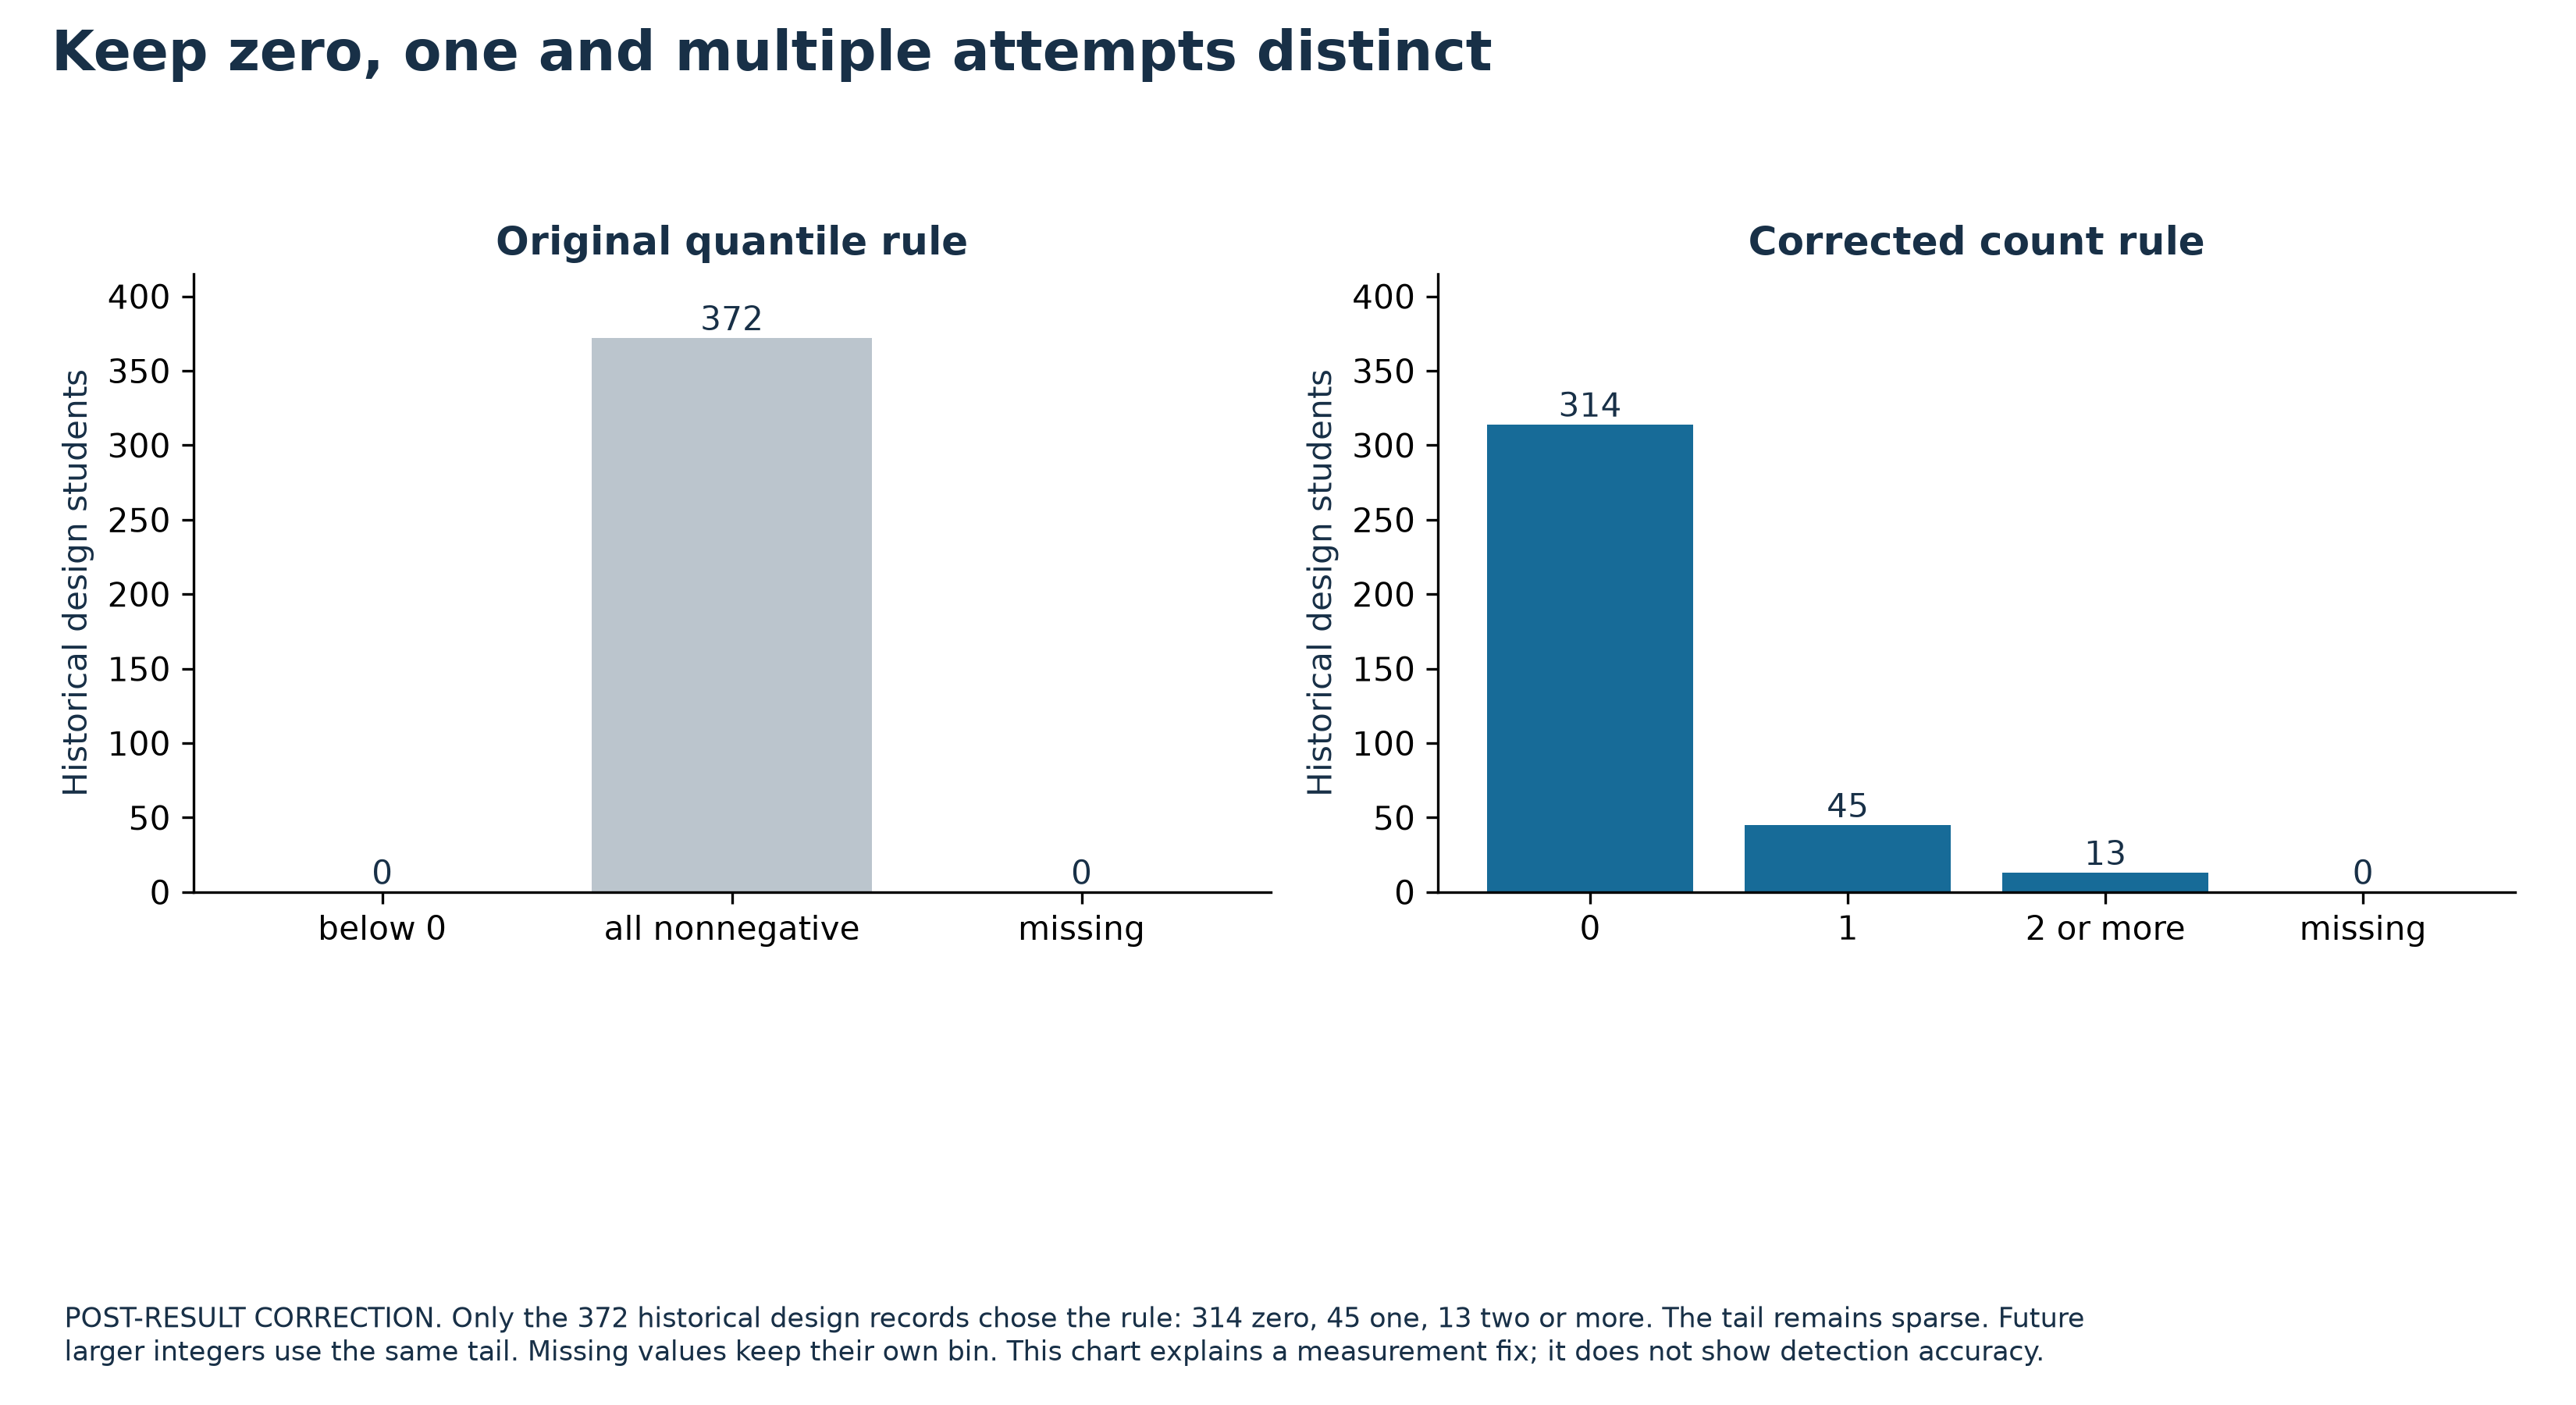 Keep zero, one and multiple attempts distinct
Original quantile rule
Historical design students
400
350
300
250
200
150
100
50
0
0
372
0
below 0
all nonnegative
missing
Corrected count rule
Historical design students
400
350
300
250
200
150
100
50
0
314
45
13
0
0
1
2 or more
missing
POST-RESULT CORRECTION. Only the 372 historical design records chose the rule: 314 zero, 45 one, 13 two or more. The tail remains sparse. Future
larger integers use the same tail. Missing values keep their own bin. This chart explains a measurement fix; it does not show detection accuracy.